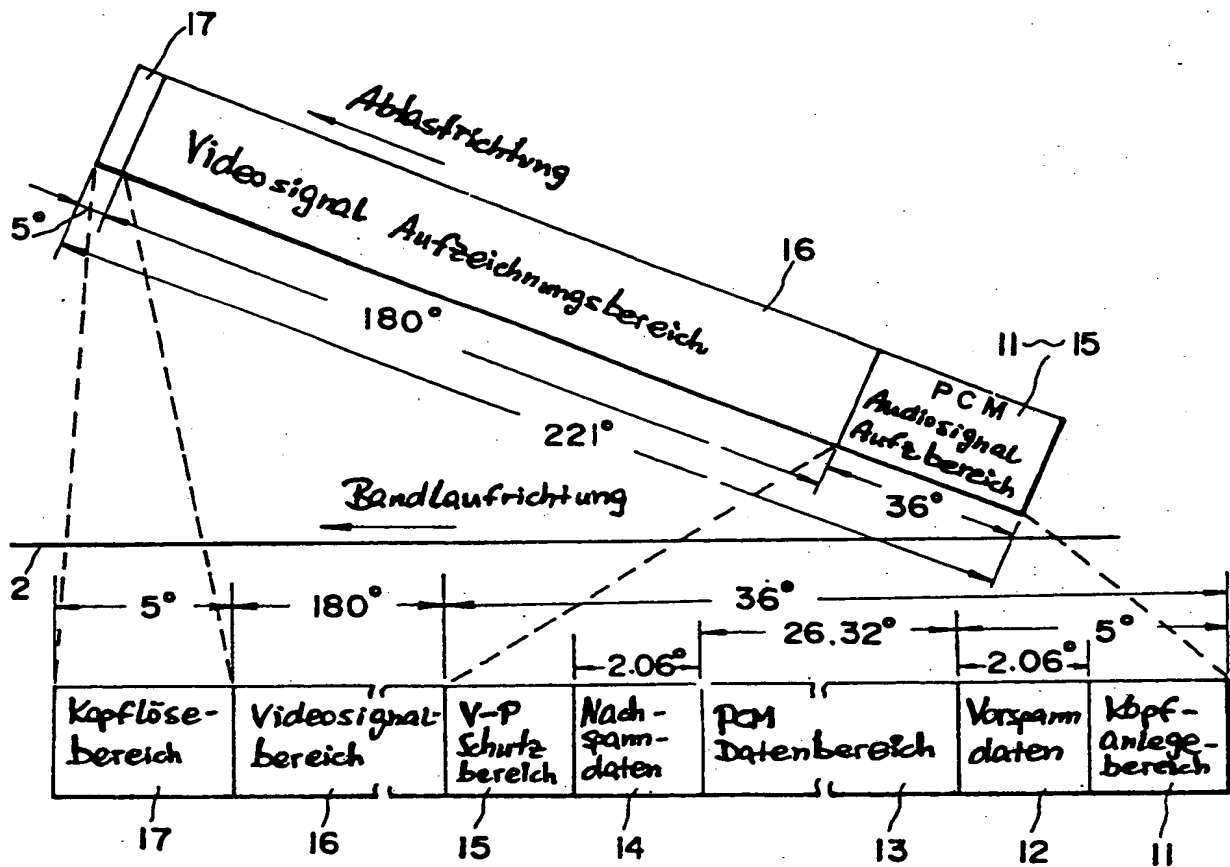 17
Abtastrichtung
Videosignal Aufzeichnungsbereich
5°
16
180°
11~15
PCM
Audiosignal
Aufz bereich
221°
36°
Bandlaufrichtung
2
5° 180° 36°
26.32° 5°
2.06° 2.06°
Kopflöse-
bereich
Videosignal-
bereich
V-P
Schutz
bereich
Nach-
spann-
daten
PCM
Datenbereich
Vorspann
daten
Kopf-
anlege-
bereich
17 16 15 14 13 12 11